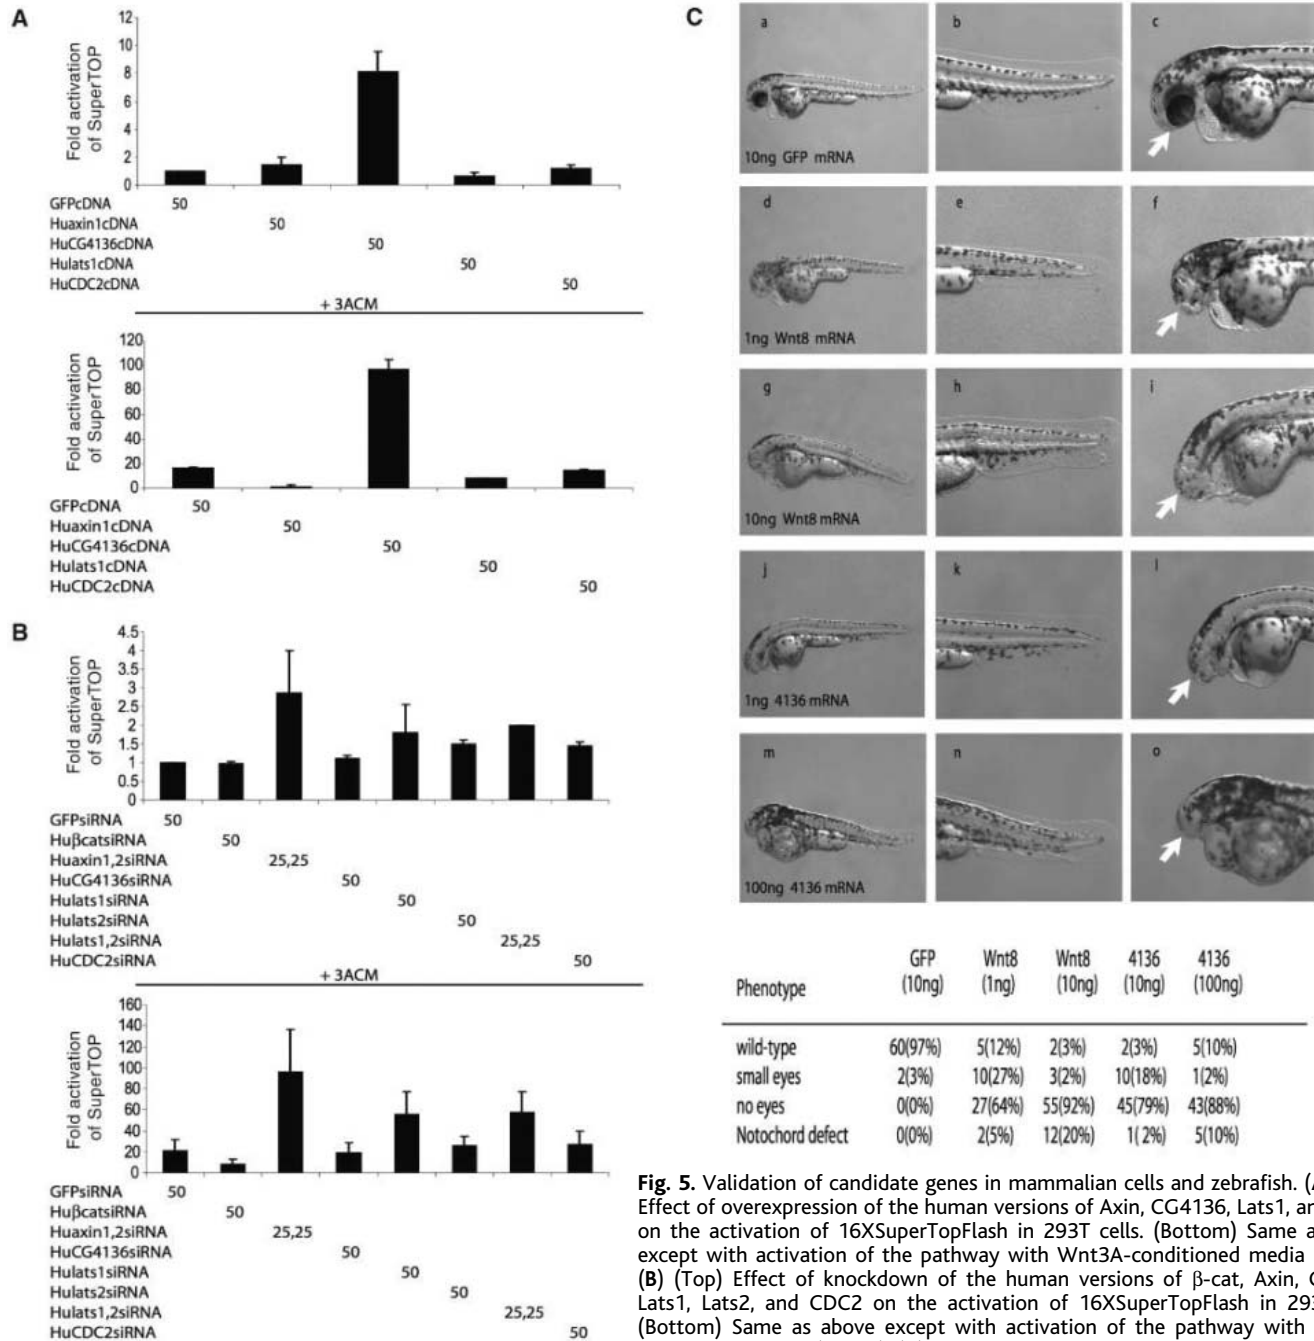 A
12
10
8
6
4
2
0
Fold activation
of SuperTOP
GFPcDNA 50
Huaxin1cDNA 50
HuCG4136cDNA 50
Hulats1cDNA 50
HuCDC2cDNA 50
+ 3ACM
120
100
80
60
40
20
0
Fold activation
of SuperTOP
GFPcDNA 50
Huaxin1cDNA 50
HuCG4136cDNA 50
Hulats1cDNA 50
HuCDC2cDNA 50
B
4.5
4
3.5
3
2.5
2
1.5
1
0.5
0
Fold activation
of SuperTOP
GFPsiRNA 50
HuβcatsiRNA 50
Huaxin1,2siRNA 25,25
HuCG4136siRNA 50
Hulats1siRNA 50
Hulats2siRNA 50
Hulats1,2siRNA 25,25
HuCDC2siRNA 50
+ 3ACM
160
140
120
100
80
60
40
20
0
Fold activation
of SuperTOP
GFPsiRNA 50
HuβcatsiRNA 50
Huaxin1,2siRNA 25,25
HuCG4136siRNA 50
Hulats1siRNA 50
Hulats2siRNA 50
Hulats1,2siRNA 25,25
HuCDC2siRNA 50
C
a b c
10ng GFP mRNA
d e f
1ng Wnt8 mRNA
g h i
10ng Wnt8 mRNA
j k l
1ng 4136 mRNA
m n o
100ng 4136 mRNA
GFP Wnt8 Wnt8 4136 4136
Phenotype (10ng) (1ng) (10ng) (10ng) (100ng)
wild-type 60(97%) 5(12%) 2(3%) 2(3%) 5(10%)
small eyes 2(3%) 10(27%) 3(2%) 10(18%) 1(2%)
no eyes 0(0%) 27(64%) 55(92%) 45(79%) 43(88%)
Notochord defect 0(0%) 2(5%) 12(20%) 1( 2%) 5(10%)
Fig. 5. Validation of candidate genes in mammalian cells and zebrafish.
Effect of overexpression of the human versions of Axin, CG4136, Lats1,
on the activation of 16XSuperTopFlash in 293T cells. (Bottom) Same
except with activation of the pathway with Wnt3A-conditioned media
(B) (Top) Effect of knockdown of the human versions of β-cat, Axin,
Lats1, Lats2, and CDC2 on the activation of 16XSuperTopFlash in
(Bottom) Same as above except with activation of the pathway with